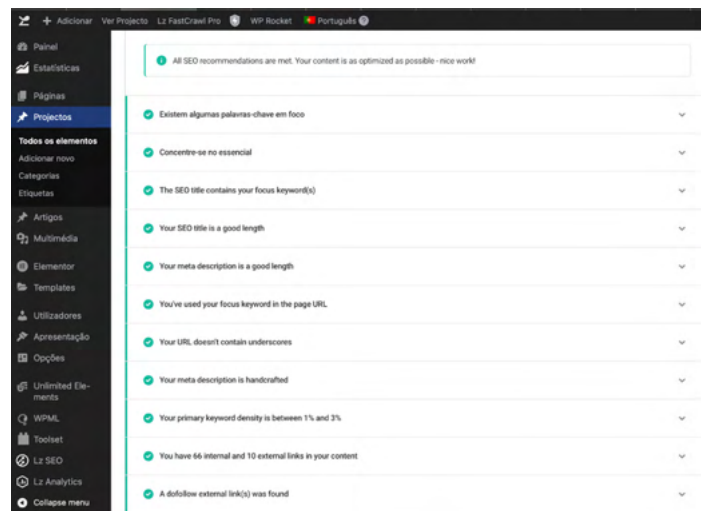 Adicionar Ver Projecto Lz FastCrawl Pro WP Rocket Português
Painel
Estatísticas
Páginas
Projectos
Todos os elementos
Adicionar novo
Categorias
Etiquetas
Artigos
Multimédia
Elementor
Templates
Utilizadores
Apresentação
Opções
Unlimited Ele-
ments
WPML
Toolset
Lz SEO
Lz Analytics
Collapse menu
All SEO recommendations are met. Your content is as optimized as possible - nice work!
Existem algumas palavras-chave em foco
Concentre-se no essencial
The SEO title contains your focus keyword(s)
Your SEO title is a good length
Your meta description is a good length
You've used your focus keyword in the page URL
Your URL doesn't contain underscores
Your meta description is handcrafted
Your primary keyword density is between 1% and 3%
You have 66 internal and 10 external links in your content
A dofollow external link(s) was found